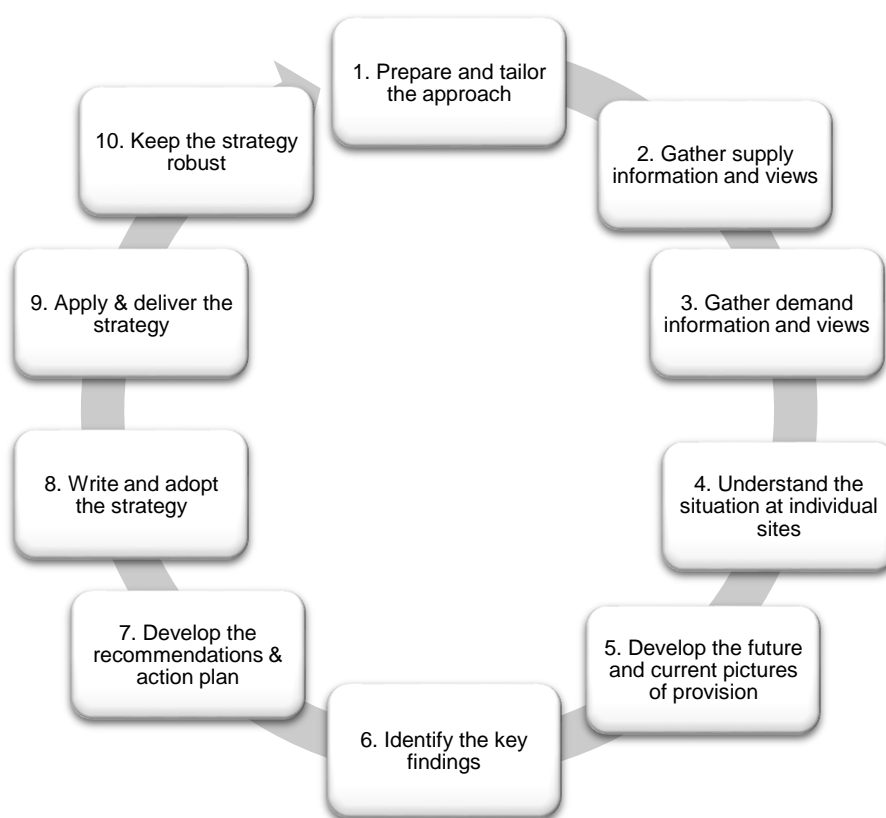 1. Prepare and tailor
the approach
2. Gather supply
information and views
3. Gather demand
information and views
4. Understand the
situation at individual
sites
5. Develop the future
and current pictures
of provision
6. Identify the key
findings
7. Develop the
recommendations &
action plan
8. Write and adopt
the strategy
9. Apply & deliver the
strategy
10. Keep the strategy
robust